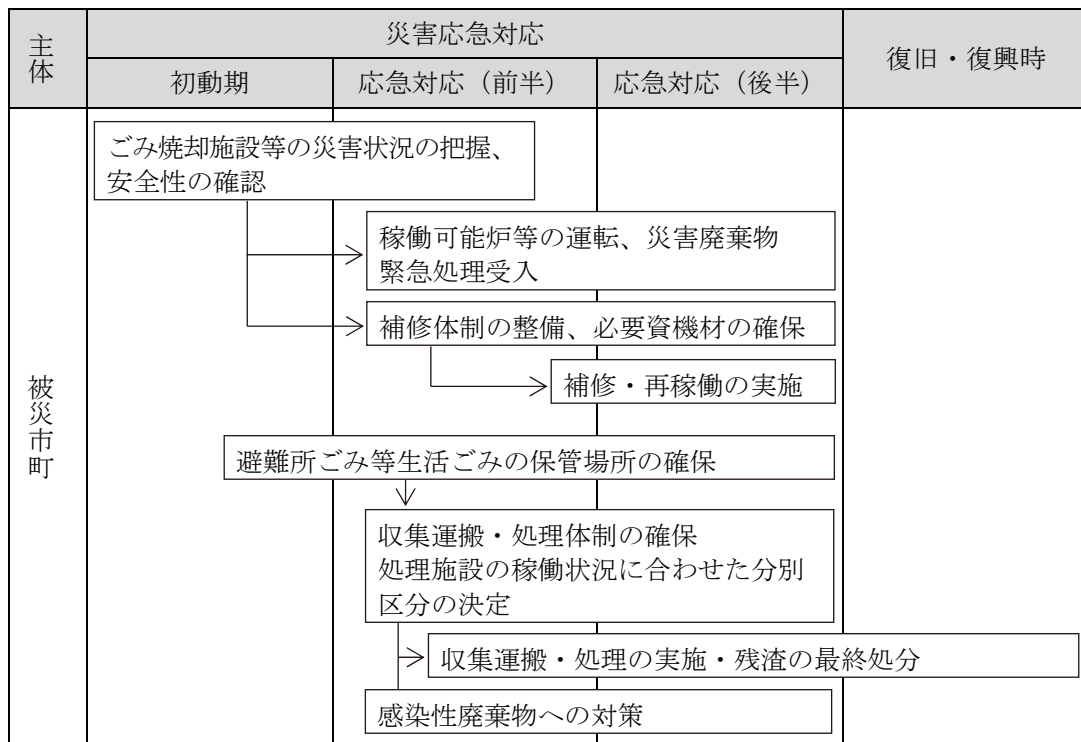 主体
災害応急対応
復旧・復興時
初動期
応急対応（前半）
応急対応（後半）
被災市町
ごみ焼却施設等の災害状況の把握、
安全性の確認
稼働可能炉等の運転、災害廃棄物
緊急処理受入
補修体制の整備、必要資機材の確保
補修・再稼働の実施
避難所ごみ等生活ごみの保管場所の確保
収集運搬・処理体制の確保
処理施設の稼働状況に合わせた分別
区分の決定
収集運搬・処理の実施・残渣の最終処分
感染性廃棄物への対策